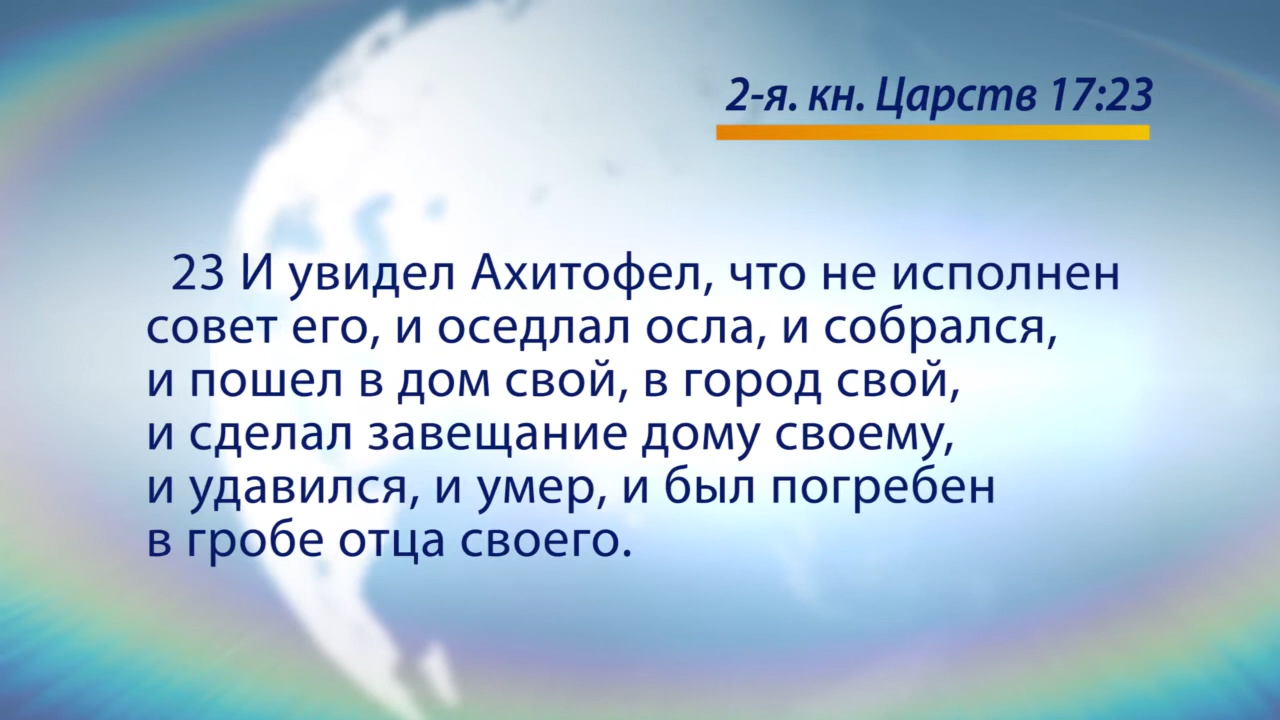 2-я. кн. Царств 17:23
23 И увидел Ахитофел, что не исполнен
совет его, и оседлал осла, и собрался,
и пошел в дом свой, в город свой,
и сделал завещание дому своему,
и удавился, и умер, и был погребен
в гробе отца своего.